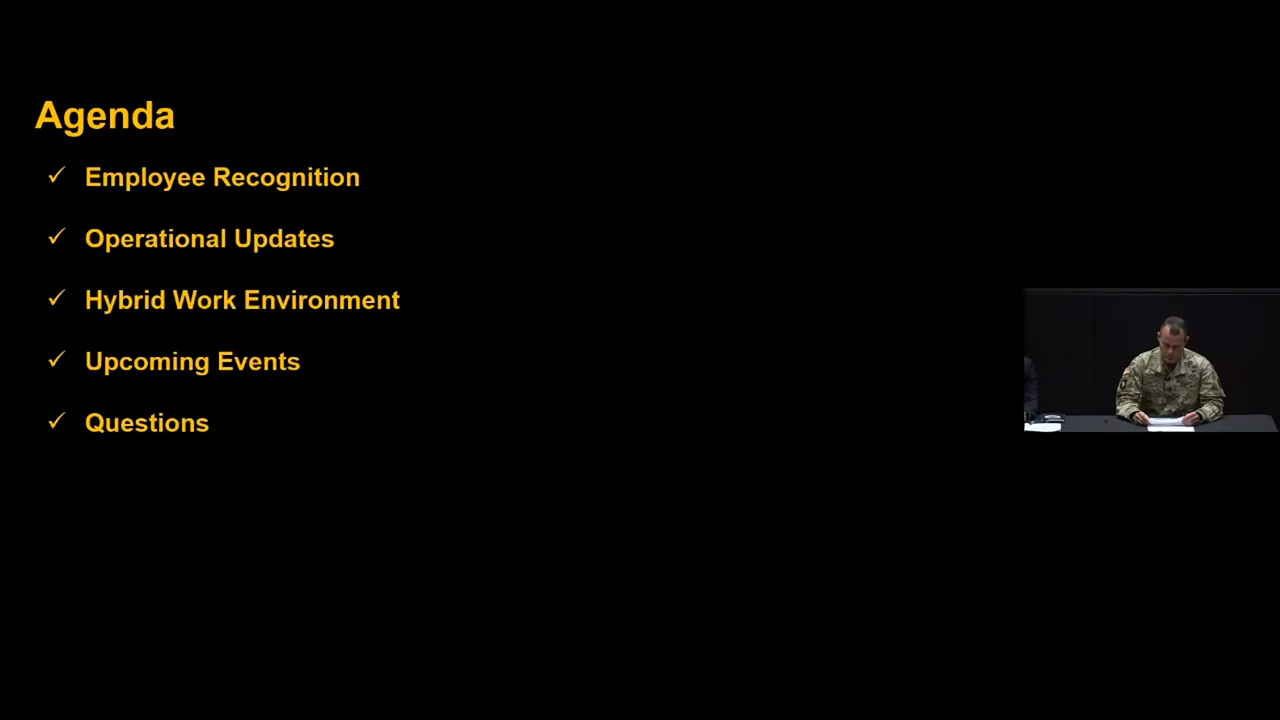 Agenda
✓ Employee Recognition
✓ Operational Updates
✓ Hybrid Work Environment
✓ Upcoming Events
✓ Questions